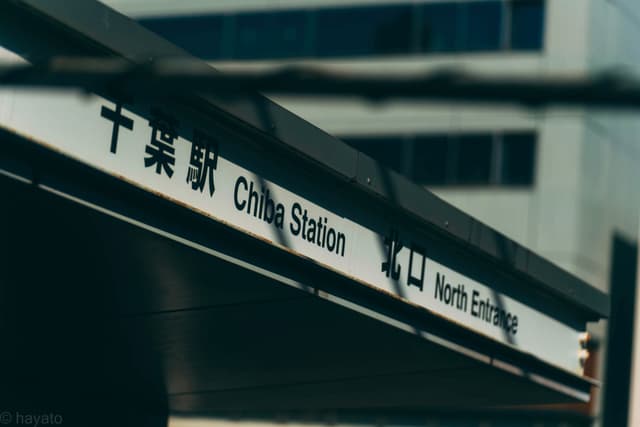 千葉駅 Chiba Station 北口 North Entrance
© hayato